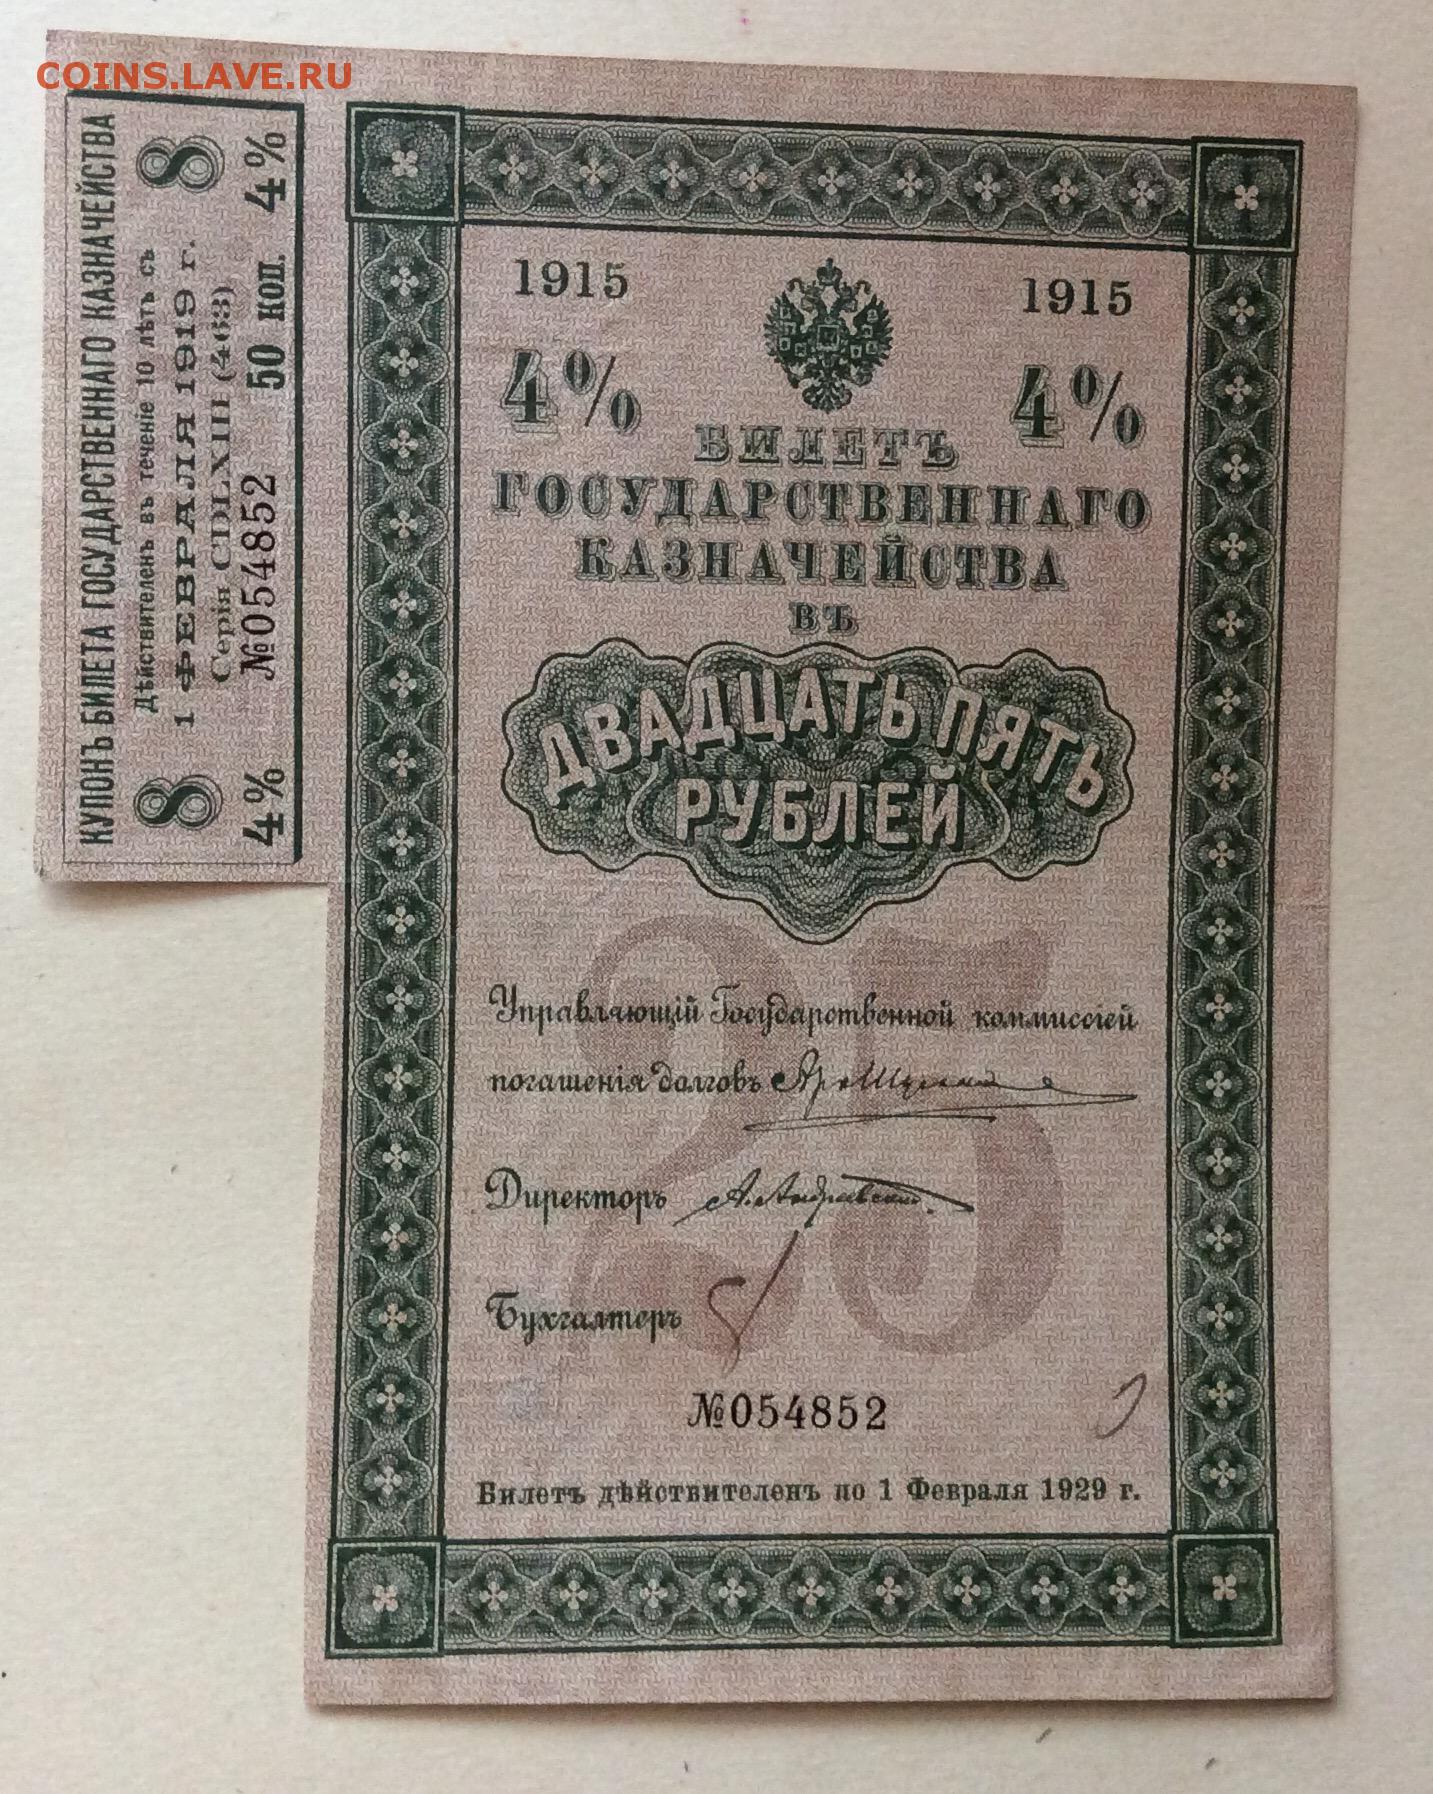 COINS.LAVE.RU
КУПОНЪ БИЛЕТА ГОСУДАРСТВЕННАГО КАЗНАЧЕЙСТВА
8 Дѣйствителенъ въ теченіе 10 лѣтъ съ 8
1 ФЕВРАЛЯ 1919 г.
Серія CDLXIII (463)
4% №054852 50 КОП. 4%
1915 1915
4% 4%
БИЛЕТЪ
ГОСУДАРСТВЕННАГО
КАЗНАЧЕЙСТВА
ВЪ
ДВАДЦАТЬ ПЯТЬ
РУБЛЕЙ
25
Управляющій Государственной коммиссіей
погашенія долговъ
Директоръ
Бухгалтеръ
№054852
Билетъ дѣйствителенъ по 1 Февраля 1929 г.